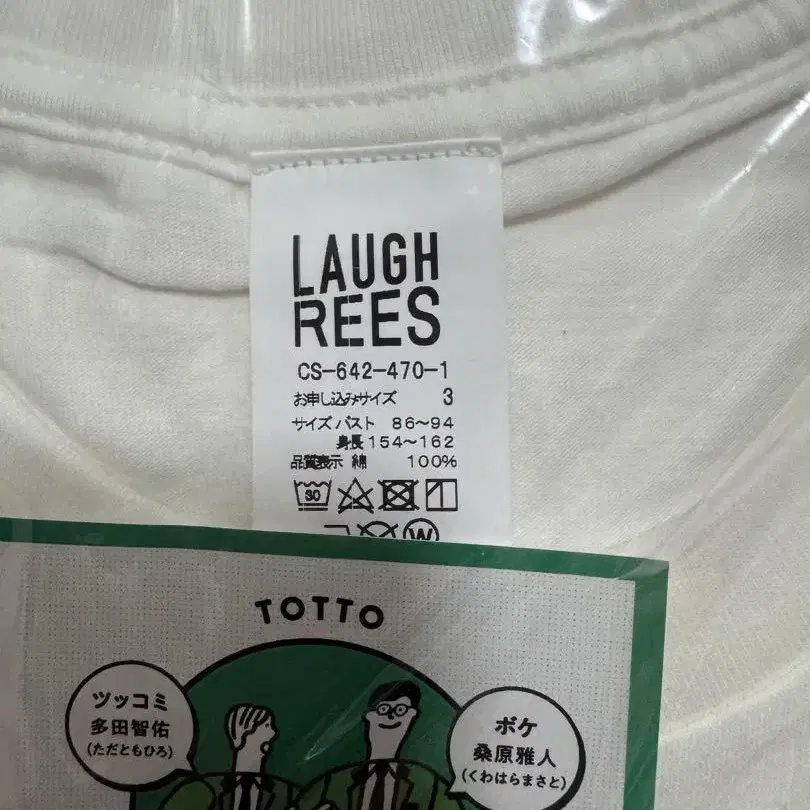 LAUGH
REES
CS-642-470-1
お申し込みサイズ 3
サイズ バスト 86～94
身長 154～162
品質表示 綿 100%
30
W
TOTTO
ツッコミ
多田智佑
(ただともひろ)
ボケ
桑原雅人
(くわはらまさと)